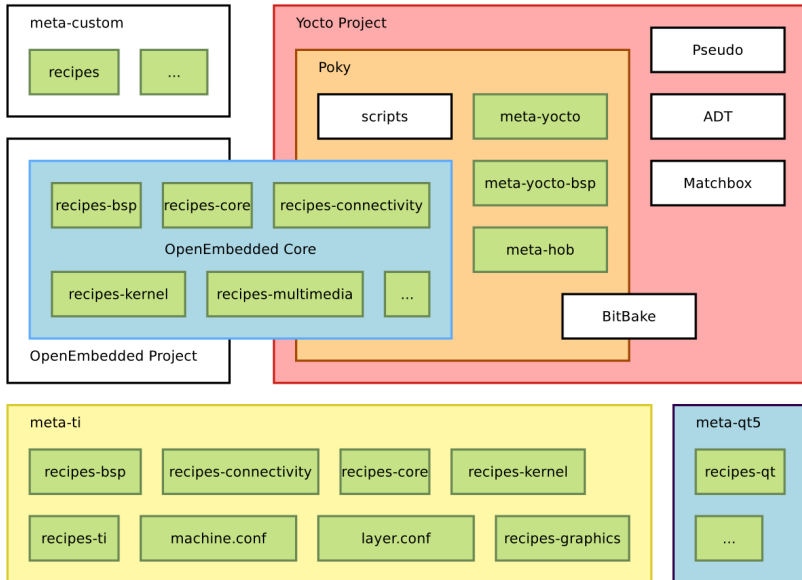 meta-custom
recipes
...
Yocto Project
Poky
Pseudo
scripts
meta-yocto
ADT
meta-yocto-bsp
Matchbox
meta-hob
BitBake
recipes-bsp
recipes-core
recipes-connectivity
OpenEmbedded Core
recipes-kernel
recipes-multimedia
...
OpenEmbedded Project
meta-ti
recipes-bsp
recipes-connectivity
recipes-core
recipes-kernel
recipes-ti
machine.conf
layer.conf
recipes-graphics
meta-qt5
recipes-qt
...